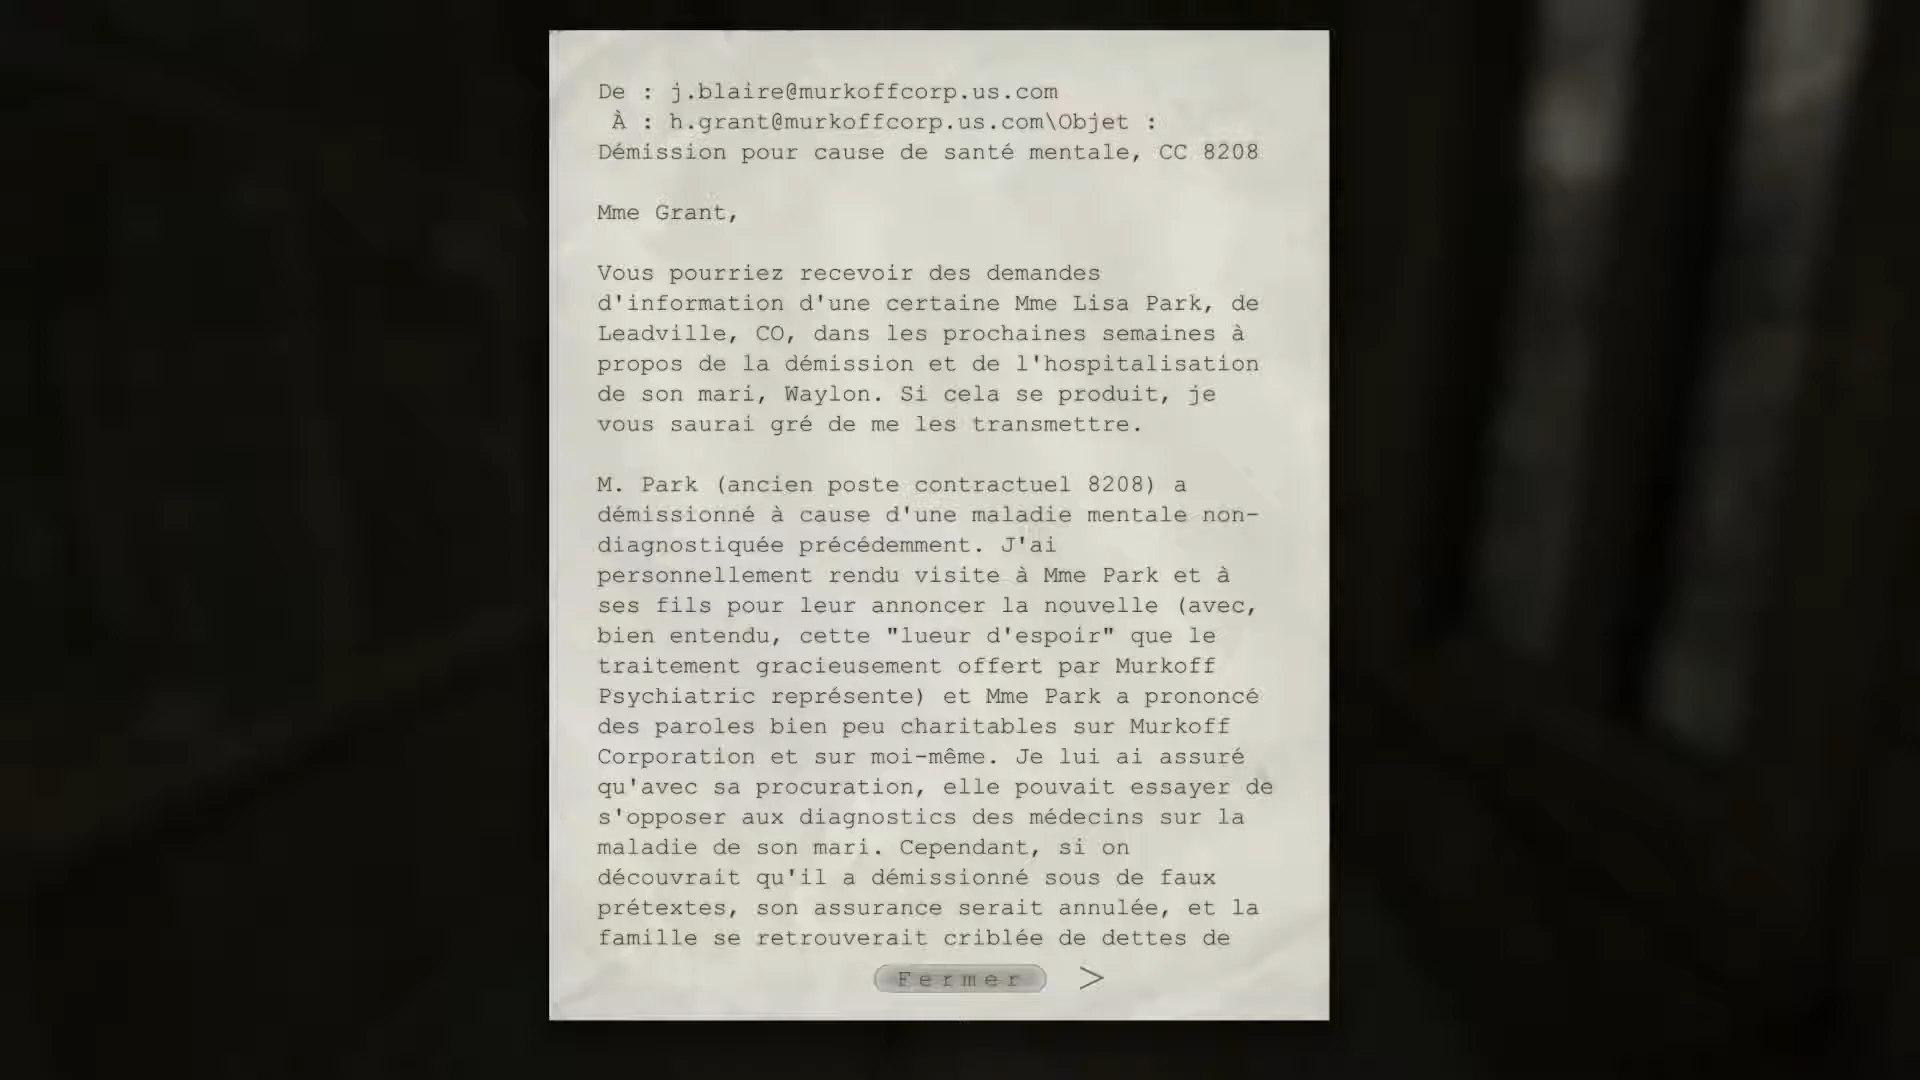 De : j.blaire@murkoffcorp.us.com
À : h.grant@murkoffcorp.us.com\Objet :
Démission pour cause de santé mentale, CC 8208
Mme Grant,
Vous pourriez recevoir des demandes
d'information d'une certaine Mme Lisa Park, de
Leadville, CO, dans les prochaines semaines à
propos de la démission et de l'hospitalisation
de son mari, Waylon. Si cela se produit, je
vous saurai gré de me les transmettre.
M. Park (ancien poste contractuel 8208) a
démissionné à cause d'une maladie mentale non-
diagnostiquée précédemment. J'ai
personnellement rendu visite à Mme Park et à
ses fils pour leur annoncer la nouvelle (avec,
bien entendu, cette "lueur d'espoir" que le
traitement gracieusement offert par Murkoff
Psychiatric représente) et Mme Park a prononcé
des paroles bien peu charitables sur Murkoff
Corporation et sur moi-même. Je lui ai assuré
qu'avec sa procuration, elle pouvait essayer de
s'opposer aux diagnostics des médecins sur la
maladie de son mari. Cependant, si on
découvrait qu'il a démissionné sous de faux
prétextes, son assurance serait annulée, et la
famille se retrouverait criblée de dettes de
Fermer >